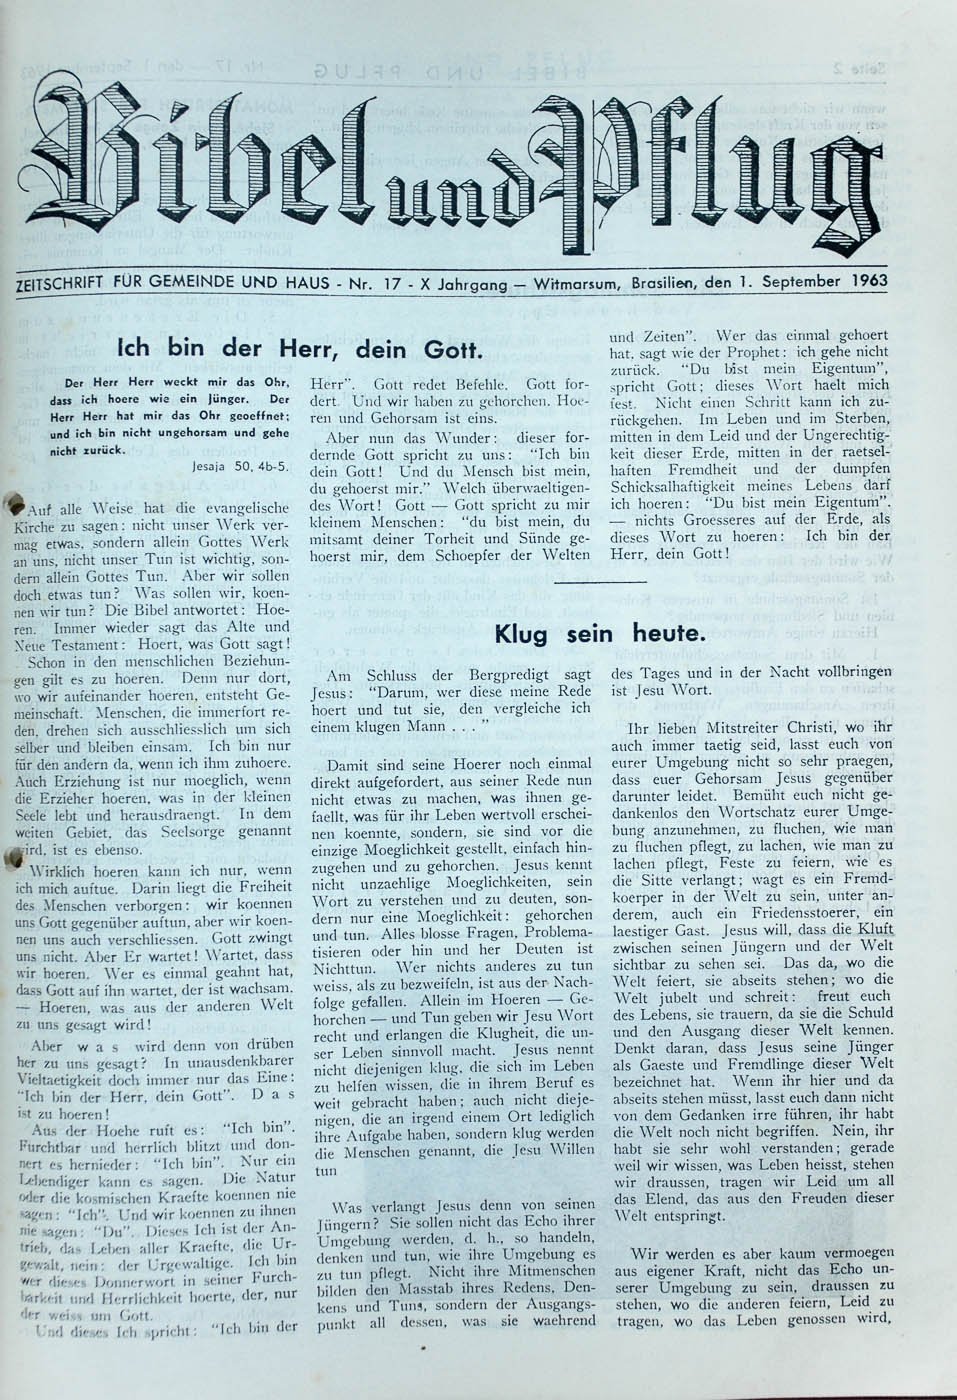 Bibel und Pflug
ZEITSCHRIFT FÜR GEMEINDE UND HAUS - Nr. 17 - X Jahrgang — Witmarsum, Brasilien, den 1. September 1963
Ich bin der Herr, dein Gott.
Der Herr Herr weckt mir das Ohr,
dass ich hoere wie ein Jünger. Der
Herr Herr hat mir das Ohr geoeffnet;
und ich bin nicht ungehorsam und gehe
nicht zurück.
Jesaja 50, 4b-5.
Auf alle Weise hat die evangelische
Kirche zu sagen: nicht unser Werk ver-
mag etwas, sondern allein Gottes Werk
an uns, nicht unser Tun ist wichtig, son-
dern allein Gottes Tun. Aber wir sollen
doch etwas tun? Was sollen wir, koen-
nen wir tun? Die Bibel antwortet: Hoe-
ren. Immer wieder sagt das Alte und
Neue Testament: Hoert, was Gott sagt!
Schon in den menschlichen Beziehun-
gen gilt es zu hoeren. Denn nur dort,
wo wir aufeinander hoeren, entsteht Ge-
meinschaft. Menschen, die immerfort re-
den, drehen sich ausschliesslich um sich
selber und bleiben einsam. Ich bin nur
für den andern da, wenn ich ihm zuhoere.
Auch Erziehung ist nur moeglich, wenn
die Erzieher hoeren, was in der kleinen
Seele lebt und herausdraengt. In dem
weiten Gebiet, das Seelsorge genannt
wird, ist es ebenso.
Wirklich hoeren kann ich nur, wenn
ich mich auftue. Darin liegt die Freiheit
des Menschen verborgen: wir koennen
uns Gott gegenüber auftun, aber wir koen-
nen uns auch verschliessen. Gott zwingt
uns nicht. Aber Er wartet! Wartet, dass
wir hoeren. Wer es einmal geahnt hat,
dass Gott auf ihn wartet, der ist wachsam.
— Hoeren, was aus der anderen Welt
zu uns gesagt wird!
Aber w a s wird denn von drüben
her zu uns gesagt? In unausdenkbarer
Vieltaetigkeit doch immer nur das Eine:
"Ich bin der Herr, dein Gott". D a s
ist zu hoeren!
Aus der Hoehe ruft es: "Ich bin".
Furchtbar und herrlich blitzt und don-
nert es hernieder: "Ich bin". Nur ein
Lebendiger kann es sagen. Die Natur
oder die kosmischen Kraefte koennen nie
sagen: "Ich". Und wir koennen zu ihnen
nie sagen: "Du". Dieses Ich ist der An-
trieb, das Leben aller Kraefte, die Ur-
gewalt, nein: der Urgewaltige. Ich bin
wer dieses Donnerwort in seiner Furch-
barkeit und Herrlichkeit hoerte, der, nur
der weiss um Gott.
Und dieses Ich spricht: "Ich bin der
Herr". Gott redet Befehle. Gott for-
dert. Und wir haben zu gehorchen. Hoe-
ren und Gehorsam ist eins.
Aber nun das Wunder: dieser for-
dernde Gott spricht zu uns: "Ich bin
dein Gott! Und du Mensch bist mein,
du gehoerst mir." Welch überwaeltigen-
des Wort! Gott — Gott spricht zu mir
kleinem Menschen: "du bist mein, du
mitsamt deiner Torheit und Sünde ge-
hoerst mir, dem Schoepfer der Welten
und Zeiten". Wer das einmal gehoert
hat, sagt wie der Prophet: ich gehe nicht
zurück. "Du bist mein Eigentum",
spricht Gott; dieses Wort haelt mich
fest. Nicht einen Schritt kann ich zu-
rückgehen. Im Leben und im Sterben,
mitten in dem Leid und der Ungerechtig-
keit dieser Erde, mitten in der raetsel-
haften Fremdheit und der dumpfen
Schicksalhaftigkeit meines Lebens darf
ich hoeren: "Du bist mein Eigentum".
— nichts Groesseres auf der Erde, als
dieses Wort zu hoeren: Ich bin der
Herr, dein Gott!
Klug sein heute.
Am Schluss der Bergpredigt sagt
Jesus: "Darum, wer diese meine Rede
hoert und tut sie, den vergleiche ich
einem klugen Mann . . . "
Damit sind seine Hoerer noch einmal
direkt aufgefordert, aus seiner Rede nun
nicht etwas zu machen, was ihnen ge-
faellt, was für ihr Leben wertvoll erschei-
nen koennte, sondern, sie sind vor die
einzige Moeglichkeit gestellt, einfach hin-
zugehen und zu gehorchen. Jesus kennt
nicht unzaehlige Moeglichkeiten, sein
Wort zu verstehen und zu deuten, son-
dern nur eine Moeglichkeit: gehorchen
und tun. Alles blosse Fragen, Problema-
tisieren oder hin und her Deuten ist
Nichttun. Wer nichts anderes zu tun
weiss, als zu bezweifeln, ist aus der Nach-
folge gefallen. Allein im Hoeren — Ge-
horchen — und Tun geben wir Jesu Wort
recht und erlangen die Klugheit, die un-
ser Leben sinnvoll macht. Jesus nennt
nicht diejenigen klug, die sich im Leben
zu helfen wissen, die in ihrem Beruf es
weit gebracht haben; auch nicht dieje-
nigen, die an irgend einem Ort lediglich
ihre Aufgabe haben, sondern klug werden
die Menschen genannt, die Jesu Willen
tun
Was verlangt Jesus denn von seinen
Jüngern? Sie sollen nicht das Echo ihrer
Umgebung werden, d. h., so handeln,
denken und tun, wie ihre Umgebung es
zu tun pflegt. Nicht ihre Mitmenschen
bilden den Masstab ihres Redens, Den-
kens und Tuns, sondern der Ausgangs-
punkt all dessen, was sie waehrend
des Tages und in der Nacht vollbringen
ist Jesu Wort.
Ihr lieben Mitstreiter Christi, wo ihr
auch immer taetig seid, lasst euch von
eurer Umgebung nicht so sehr praegen,
dass euer Gehorsam Jesus gegenüber
darunter leidet. Bemüht euch nicht ge-
dankenlos den Wortschatz eurer Umge-
bung anzunehmen, zu fluchen, wie man
zu fluchen pflegt, zu lachen, wie man zu
lachen pflegt, Feste zu feiern, wie es
die Sitte verlangt; wagt es ein Fremd-
koerper in der Welt zu sein, unter an-
derem, auch ein Friedensstoerer, ein
laestiger Gast. Jesus will, dass die Kluft
zwischen seinen Jüngern und der Welt
sichtbar zu sehen sei. Das da, wo die
Welt feiert, sie abseits stehen; wo die
Welt jubelt und schreit: freut euch
des Lebens, sie trauern, da sie die Schuld
und den Ausgang dieser Welt kennen.
Denkt daran, dass Jesus seine Jünger
als Gaeste und Fremdlinge dieser Welt
bezeichnet hat. Wenn ihr hier und da
abseits stehen müsst, lasst euch dann nicht
von dem Gedanken irre führen, ihr habt
die Welt noch nicht begriffen. Nein, ihr
habt sie sehr wohl verstanden; gerade
weil wir wissen, was Leben heisst, stehen
wir draussen, tragen wir Leid um all
das Elend, das aus den Freuden dieser
Welt entspringt.
Wir werden es aber kaum vermoegen
aus eigener Kraft, nicht das Echo un-
serer Umgebung zu sein, draussen zu
stehen, wo die anderen feiern, Leid zu
tragen, wo das Leben genossen wird,